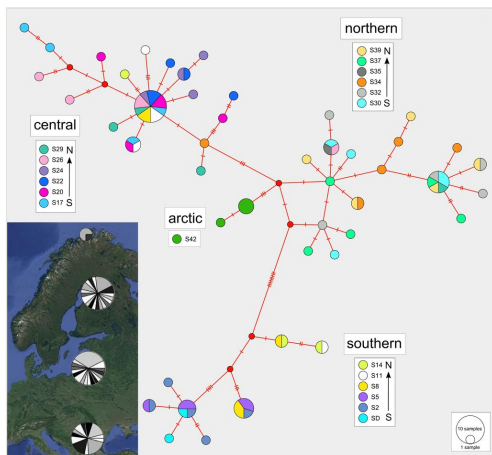 northern
S39 N
S37
S35
S34
S32
S30 S
central
S29 N
S26
S24
S22
S20
S17 S
arctic
S42
southern
S14 N
S11
S8
S5
S2
SD S
10 samples
1 sample